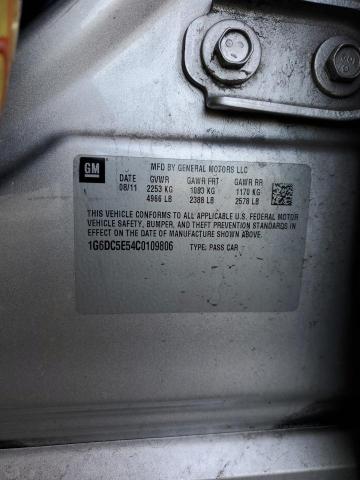 GM
MFD BY GENERAL MOTORS LLC
DATE GVWR GAWR FRT GAWR RR
08/11 2253 KG 1083 KG 1170 KG
4966 LB 2388 LB 2578 LB
THIS VEHICLE CONFORMS TO ALL APPLICABLE U.S. FEDERAL MOTOR
VEHICLE SAFETY, BUMPER, AND THEFT PREVENTION STANDARDS IN
EFFECT ON THE DATE OF MANUFACTURE SHOWN ABOVE.
1G6DC5E54C0109806 TYPE: PASS CAR